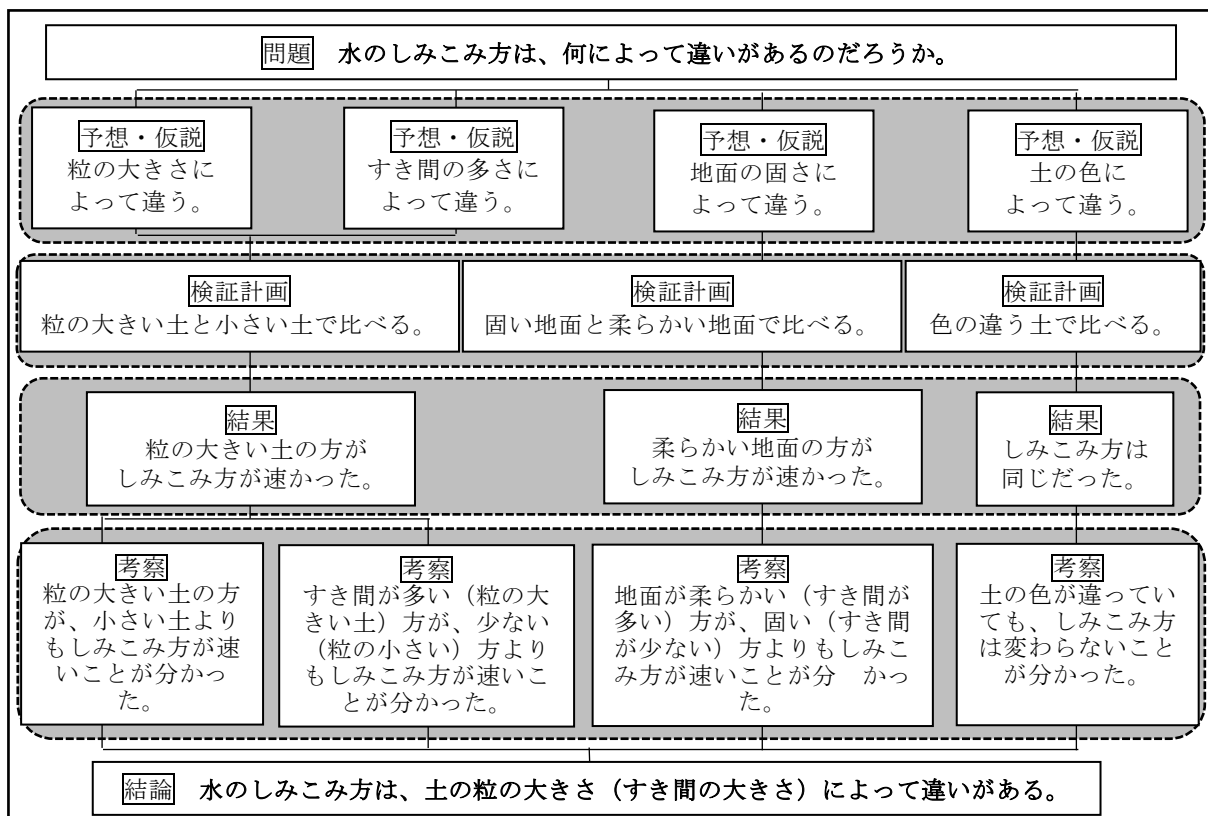 問題 水のしみこみ方は、何によって違いがあるのだろうか。
予想・仮説
粒の大きさに
よって違う。
予想・仮説
すき間の多さに
よって違う。
予想・仮説
地面の固さに
よって違う。
予想・仮説
土の色に
よって違う。
検証計画
粒の大きい土と小さい土で比べる。
検証計画
固い地面と柔らかい地面で比べる。
検証計画
色の違う土で比べる。
結果
粒の大きい土の方が
しみこみ方が速かった。
結果
柔らかい地面の方が
しみこみ方が速かった。
結果
しみこみ方は
同じだった。
考察
粒の大きい土の方
が、小さい土より
もしみこみ方が速
いことが分かっ
た。
考察
すき間が多い（粒の大
きい土）方が、少ない
（粒の小さい）方より
もしみこみ方が速いこ
とが分かった。
考察
地面が柔らかい（すき間が
多い）方が、固い（すき間
が少ない）方よりもしみこ
み方が速いことが分　かっ
た。
考察
土の色が違ってい
ても、しみこみ方
は変わらないこと
が分かった。
結論 水のしみこみ方は、土の粒の大きさ（すき間の大きさ）によって違いがある。